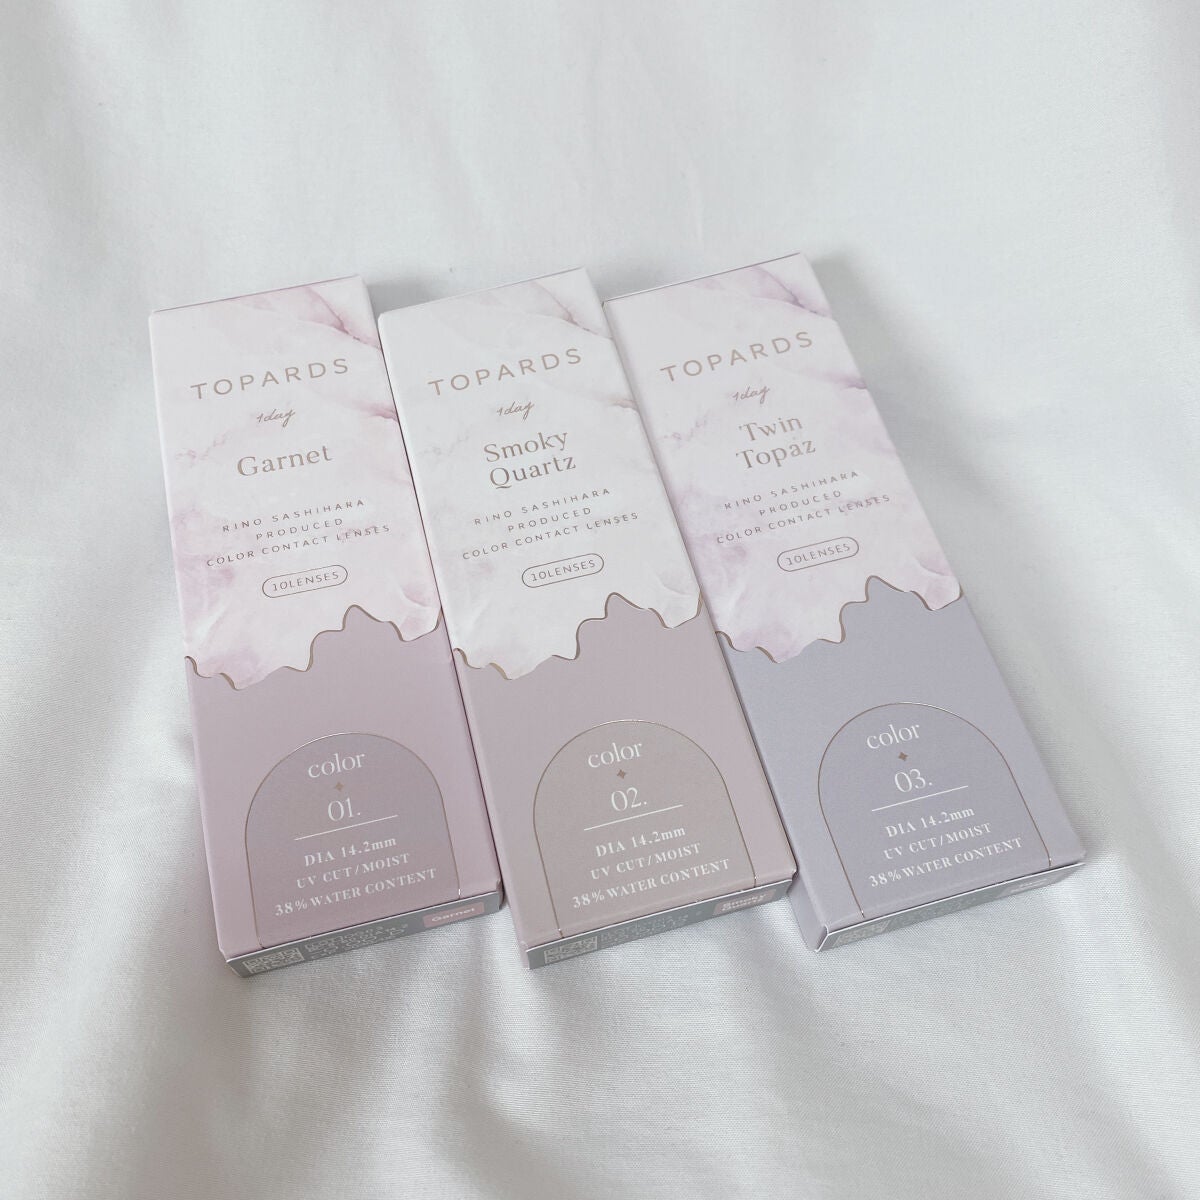 TOPARDS
1day
Garnet
RINO SASHIHARA
PRODUCED
COLOR CONTACT LENSES
10LENSES
color
01.
DIA 14.2mm
UV CUT/MOIST
38% WATER CONTENT
Garnet
TOPARDS
1day
Smoky
Quartz
RINO SASHIHARA
PRODUCED
COLOR CONTACT LENSES
10LENSES
color
02.
DIA 14.2mm
UV CUT/MOIST
38% WATER CONTENT
Smoky
Quartz
TOPARDS
1day
Twin
Topaz
RINO SASHIHARA
PRODUCED
COLOR CONTACT LENSES
10LENSES
color
03.
DIA 14.2mm
UV CUT/MOIST
38% WATER CONTENT